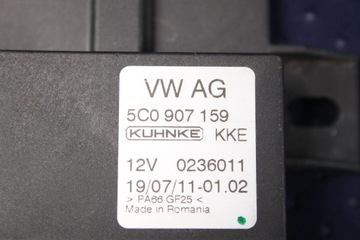 VW AG
5C0 907 159
KUHNKE KKE
12V 0236011
19/07/11-01.02
> PA66 GF25 <
Made in Romania